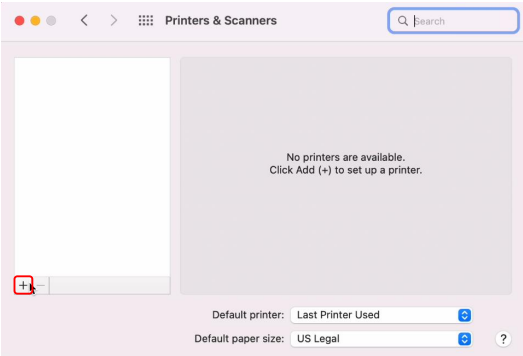 Printers & Scanners
Search
No printers are available.
Click Add (+) to set up a printer.
+ −
Default printer: Last Printer Used
Default paper size: US Legal
?